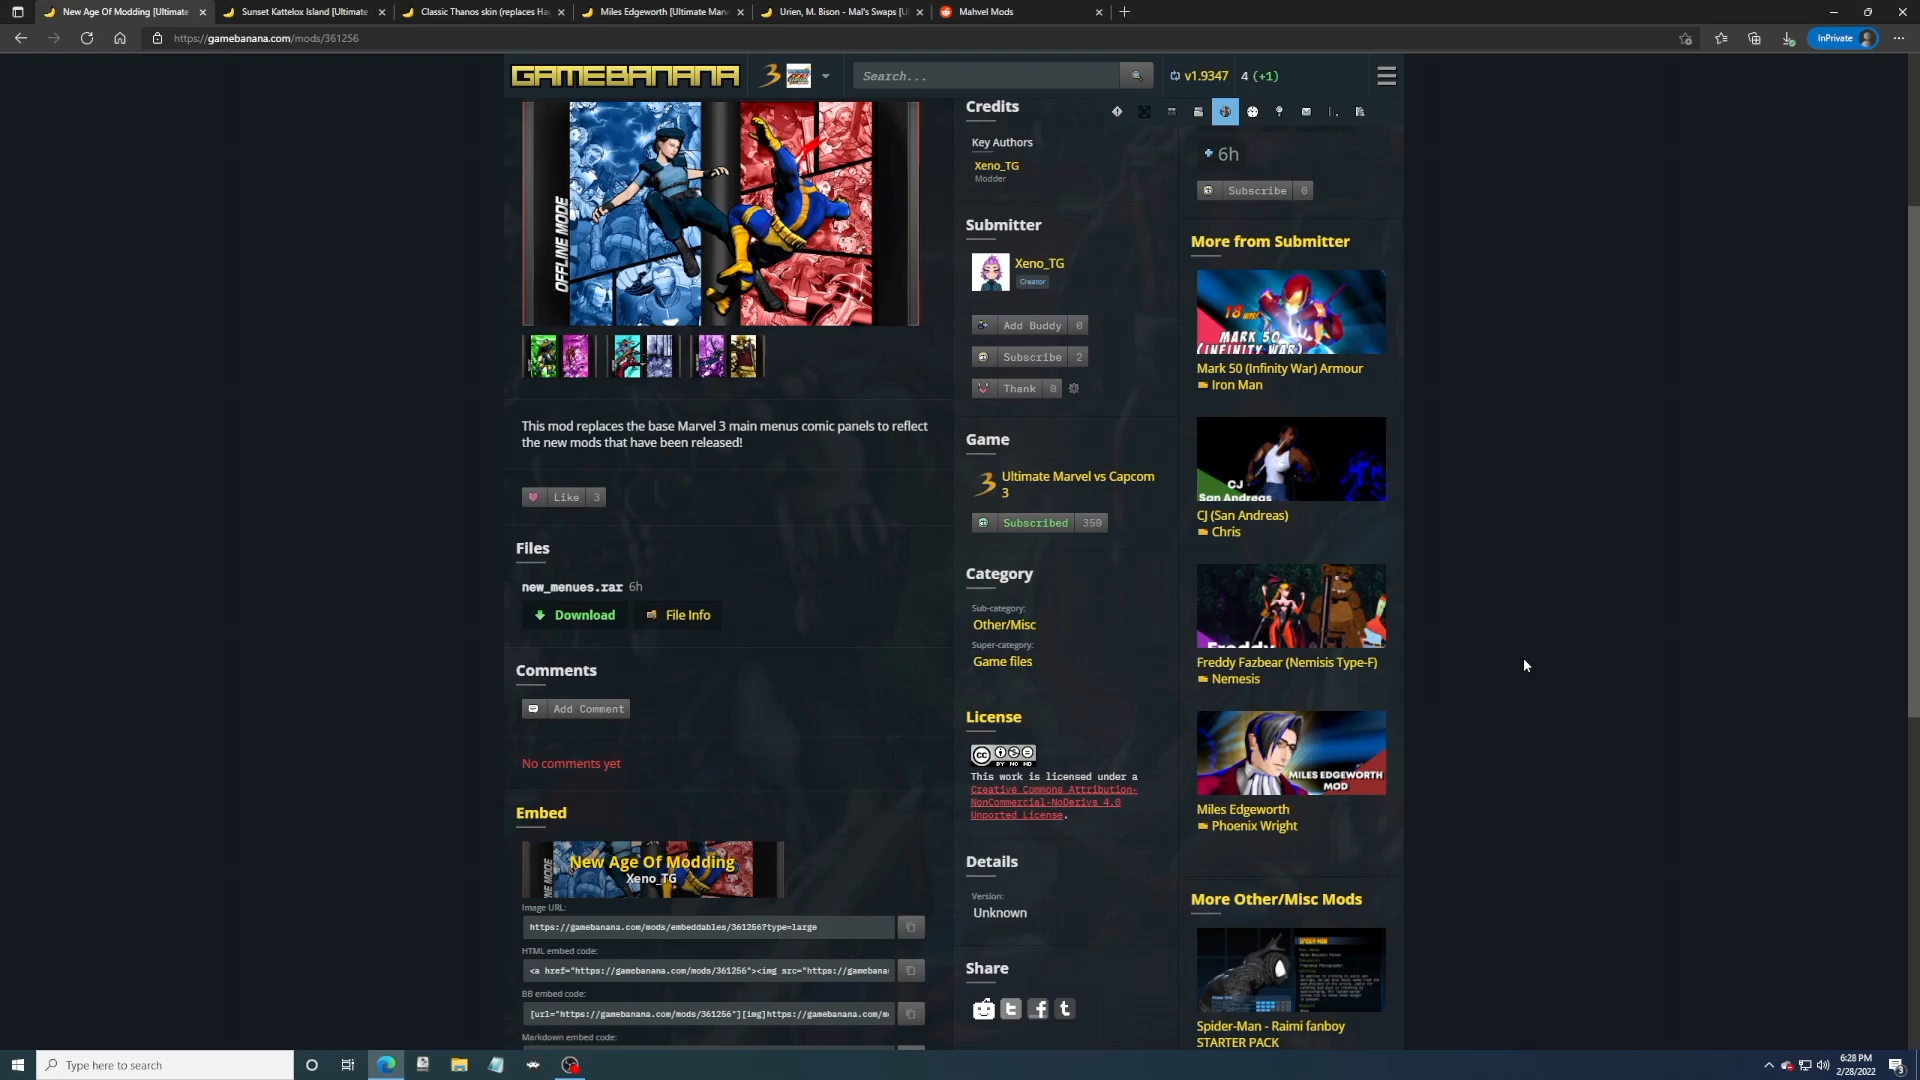 New Age Of Modding [Ultimate
Sunset Kattelox Island [Ultimate
Classic Thanos skin (replaces Ha
Miles Edgeworth [Ultimate Marv
Urien, M. Bison - Mal's Swaps [U
Mahvel Mods
https://gamebanana.com/mods/361256
InPrivate
GAMEBANANA
Search...
v1.9347
4 (+1)
OFFLINE MODE
This mod replaces the base Marvel 3 main menus comic panels to reflect
the new mods that have been released!
Like 3
Files
new_menues.rar 6h
Download
File Info
Comments
Add Comment
No comments yet
Embed
New Age Of Modding
Xeno_TG
Image URL:
https://gamebanana.com/mods/embeddables/361256?type=large
HTML embed code:
<a href="https://gamebanana.com/mods/361256"><img src="https://gamebana
BB embed code:
[url="https://gamebanana.com/mods/361256"][img]https://gamebanana.com/m
Markdown embed code:
Credits
Key Authors
Xeno_TG
Modder
Submitter
Xeno_TG
Creator
Add Buddy 0
Subscribe 2
Thank 0
Game
Ultimate Marvel vs Capcom
3
Subscribed 350
Category
Sub-category:
Other/Misc
Super-category:
Game files
License
CC BY NC ND
This work is licensed under a
Creative Commons Attribution-
NonCommercial-NoDerivs 4.0
Unported License.
Details
Version:
Unknown
Share
6h
Subscribe 0
More from Submitter
18 HITS!
MARK 50
(INFINITY WAR)
Mark 50 (Infinity War) Armour
Iron Man
CJ
San Andreas
CJ (San Andreas)
Chris
Freddy
Freddy Fazbear (Nemisis Type-F)
Nemesis
MILES EDGEWORTH
MOD
Miles Edgeworth
Phoenix Wright
More Other/Misc Mods
Spider-Man - Raimi fanboy
STARTER PACK
Type here to search
6:28 PM
2/28/2022
3